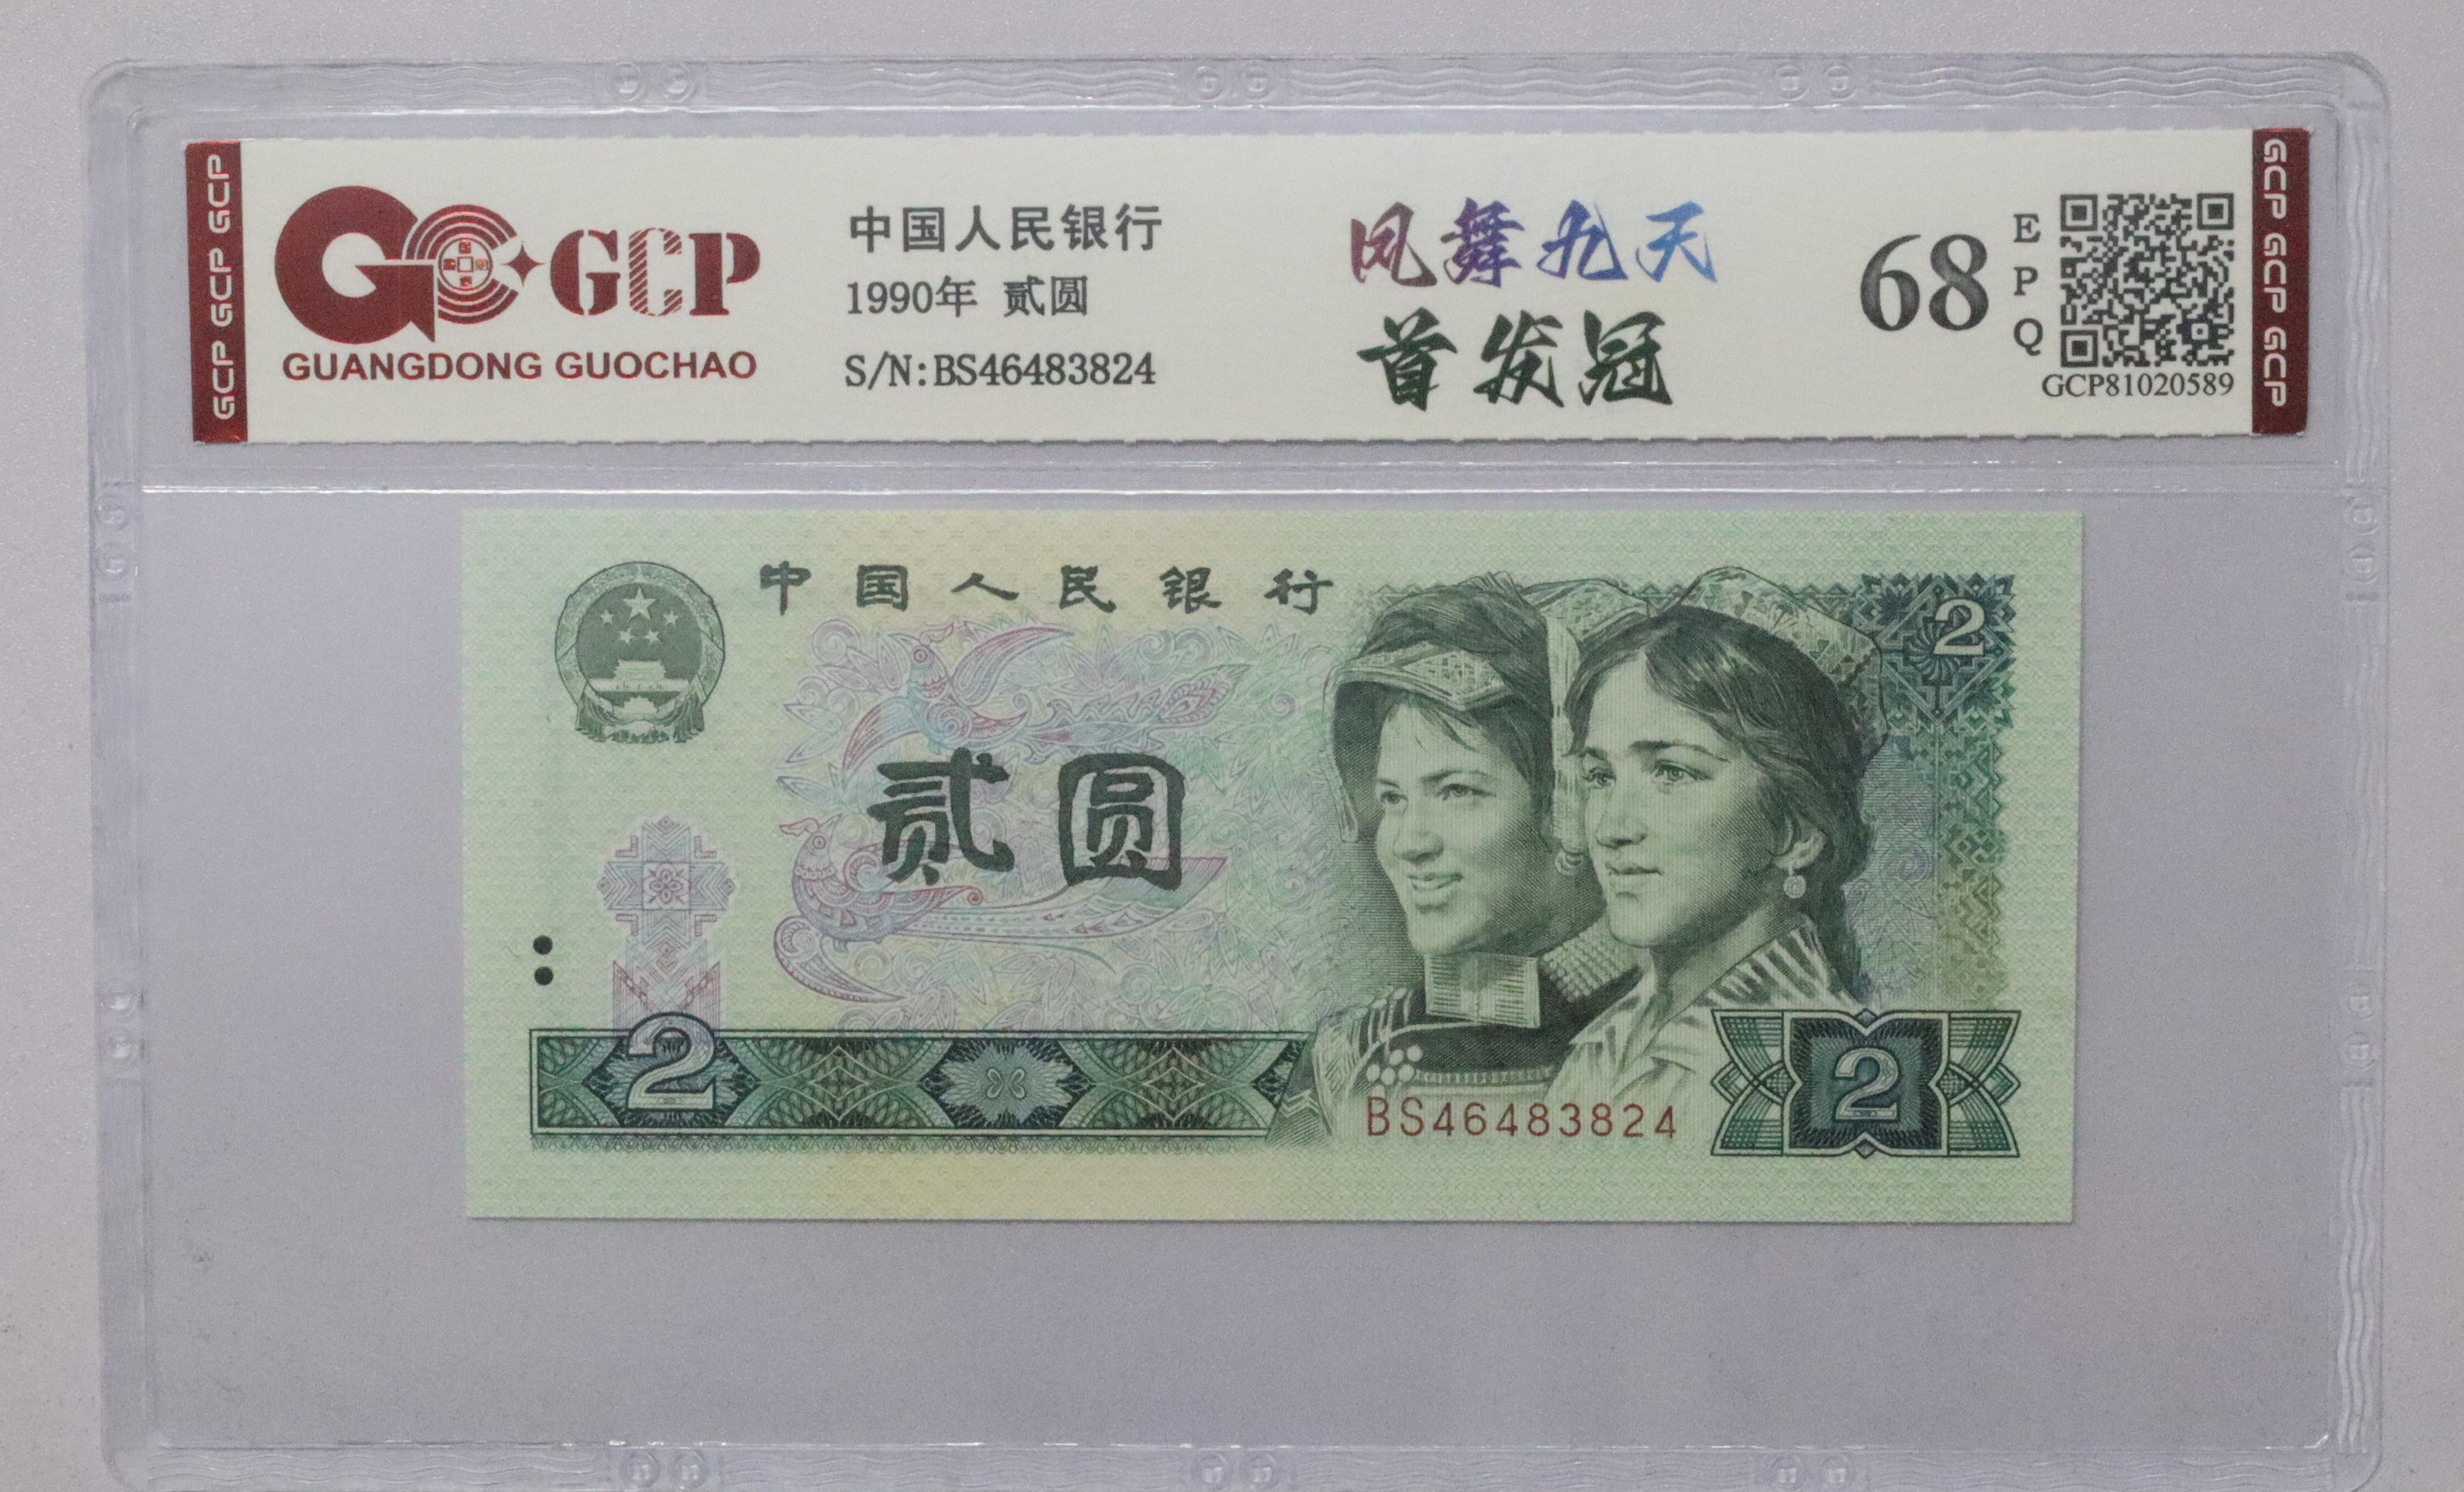 GCP GCP GCP
GCP
GUANGDONG GUOCHAO
中国人民银行
1990年 贰圆
S/N:BS46483824
凤舞九天
首发冠
68
EPQ
GCP81020589
GCP GCP GCP
中国人民银行
2
贰圆
2
BS46483824
2